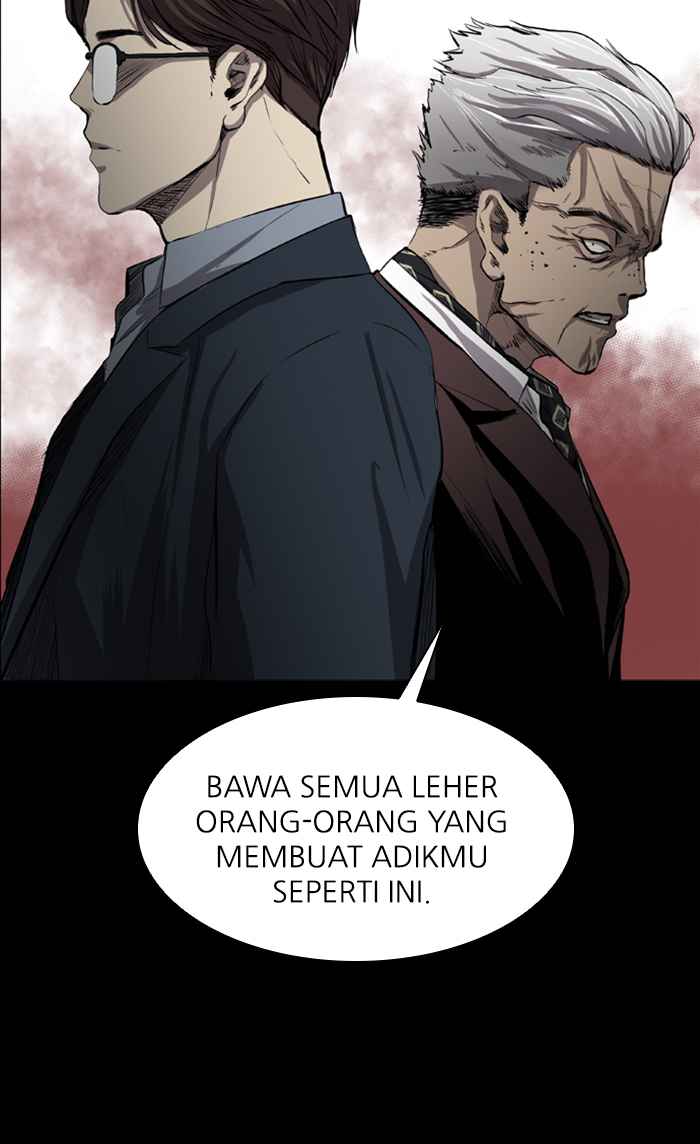 BAWA SEMUA LEHER
ORANG-ORANG YANG
MEMBUAT ADIKMU
SEPERTI INI.